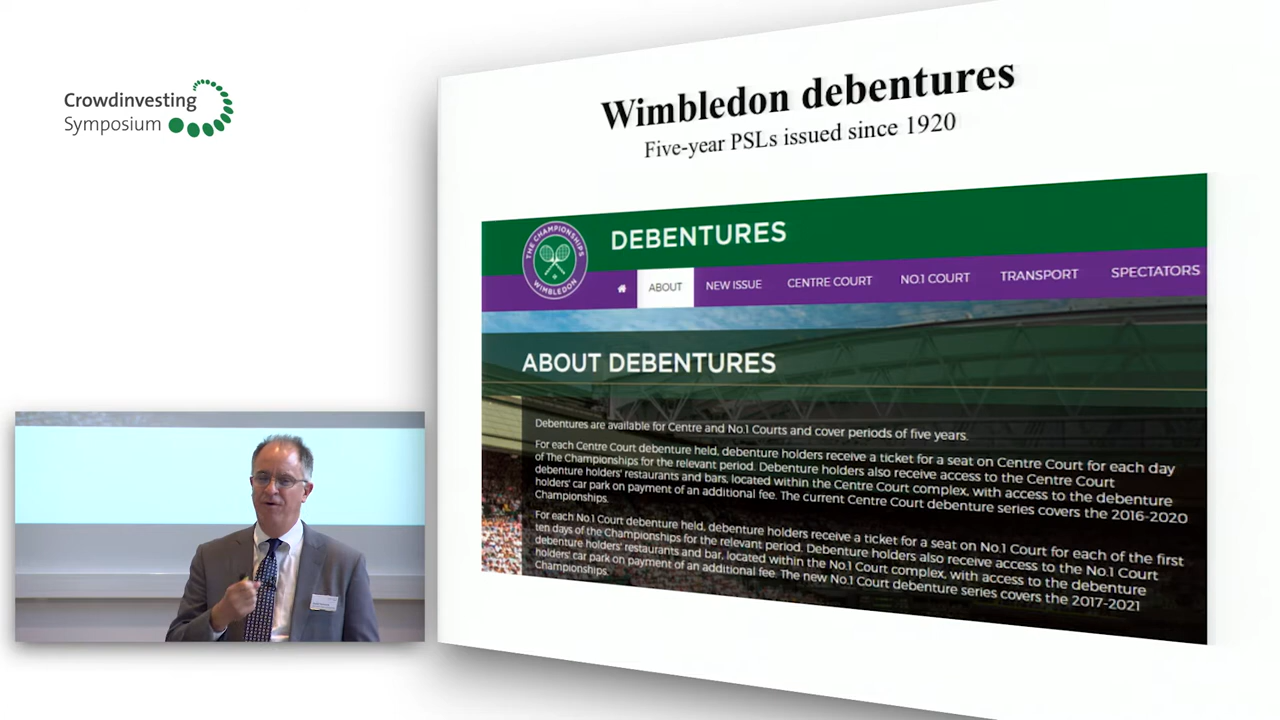 Crowdinvesting
Symposium
Wimbledon debentures
Five-year PSLs issued since 1920
THE CHAMPIONSHIPS
WIMBLEDON
DEBENTURES
ABOUT
NEW ISSUE
CENTRE COURT
NO.1 COURT
TRANSPORT
SPECTATORS
ABOUT DEBENTURES
Debentures are available for Centre and No.1 Courts and cover periods of five years.
For each Centre Court debenture held, debenture holders receive a ticket for a seat on Centre Court for each day
of The Championships for the relevant period. Debenture holders also receive access to the Centre Court
debenture holders' restaurants and bars, located within the Centre Court complex, with access to the debenture
holders' car park on payment of an additional fee. The current Centre Court debenture series covers the 2016-2020
Championships.
For each No.1 Court debenture held, debenture holders receive a ticket for a seat on No.1 Court for each of the first
ten days of the Championships for the relevant period. Debenture holders also receive access to the No.1 Court
debenture holders' restaurants and bar, located within the No.1 Court complex, with access to the debenture
holders' car park on payment of an additional fee. The new No.1 Court debenture series covers the 2017-2021
Championships.